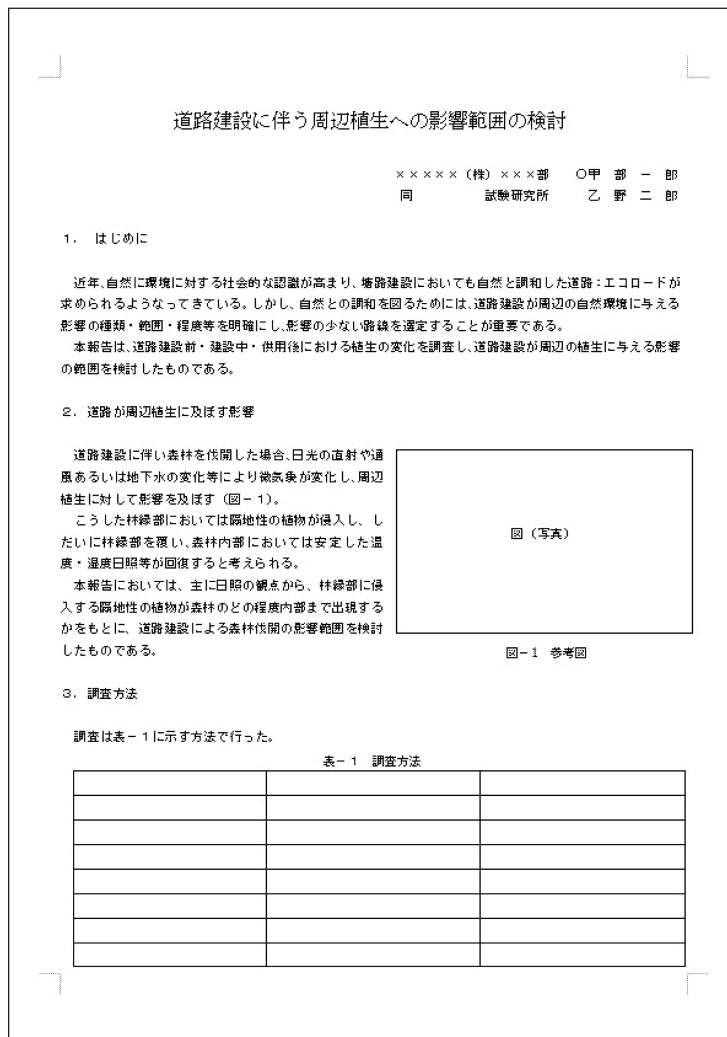 道路建設に伴う周辺植生への影響範囲の検討
×××××（株）×××部　○甲　部　一　郎
同　　　試験研究所　　乙　野　二　郎
１．　はじめに
近年、自然に環境に対する社会的な認識が高まり、塘路建設においても自然と調和した道路：エコロードが
求められるようなってきている。しかし、自然との調和を図るためには、道路建設が周辺の自然環境に与える
影響の種類・範囲・程度等を明確にし、影響の少ない路線を選定することが重要である。
本報告は、道路建設前・建設中・供用後における植生の変化を調査し、道路建設が周辺の植生に与える影響
の範囲を検討したものである。
２．道路が周辺植生に及ぼす影響
道路建設に伴い森林を伐開した場合、日光の直射や通
風あるいは地下水の変化等により微気象が変化し、周辺
植生に対して影響を及ぼす（図－１）。
こうした林縁部においては陽地性の植物が侵入し、し
だいに林縁部を覆い、森林内部においては安定した温
度・湿度日照等が回復すると考えられる。
本報告においては、主に日照の観点から、林縁部に侵
入する陽地性の植物が森林のどの程度内部まで出現する
かをもとに、道路建設による森林伐開の影響範囲を検討
したものである。
図（写真）
図－１　参考図
３．調査方法
調査は表－１に示す方法で行った。
表－１　調査方法